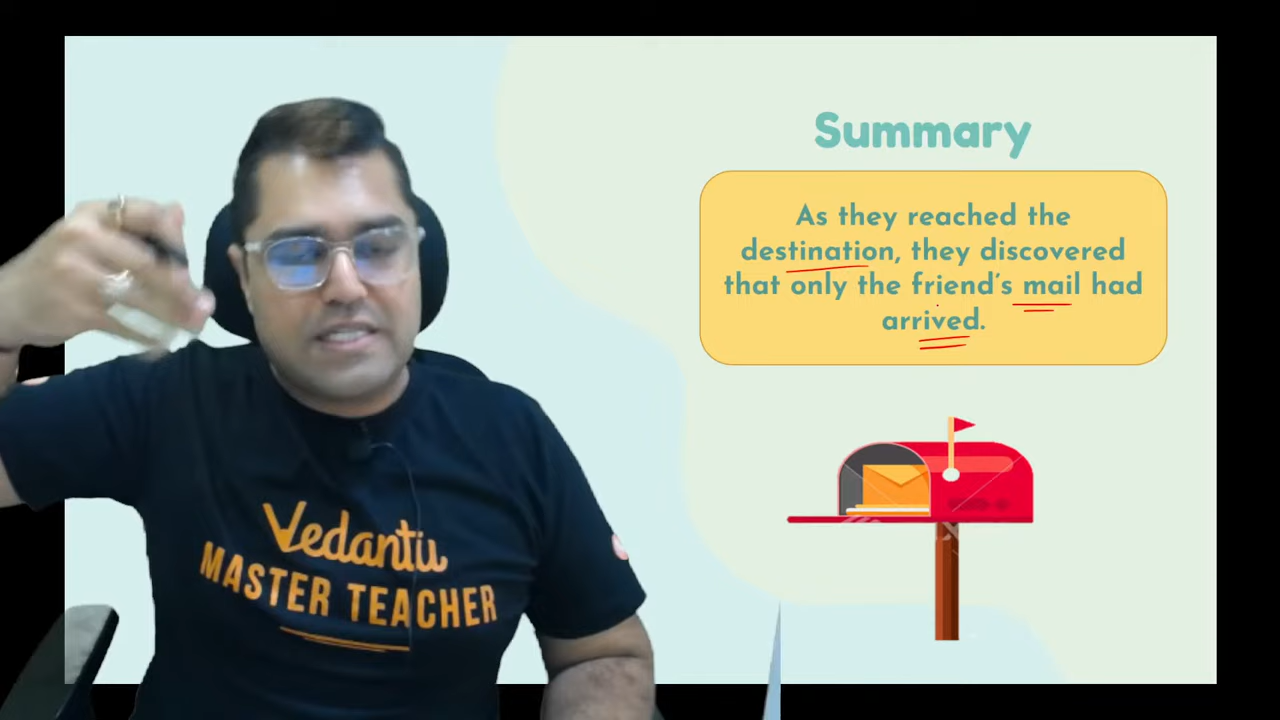 Summary
As they reached the
destination, they discovered
that only the friend's mail had
arrived.
Vedantu
MASTER TEACHER